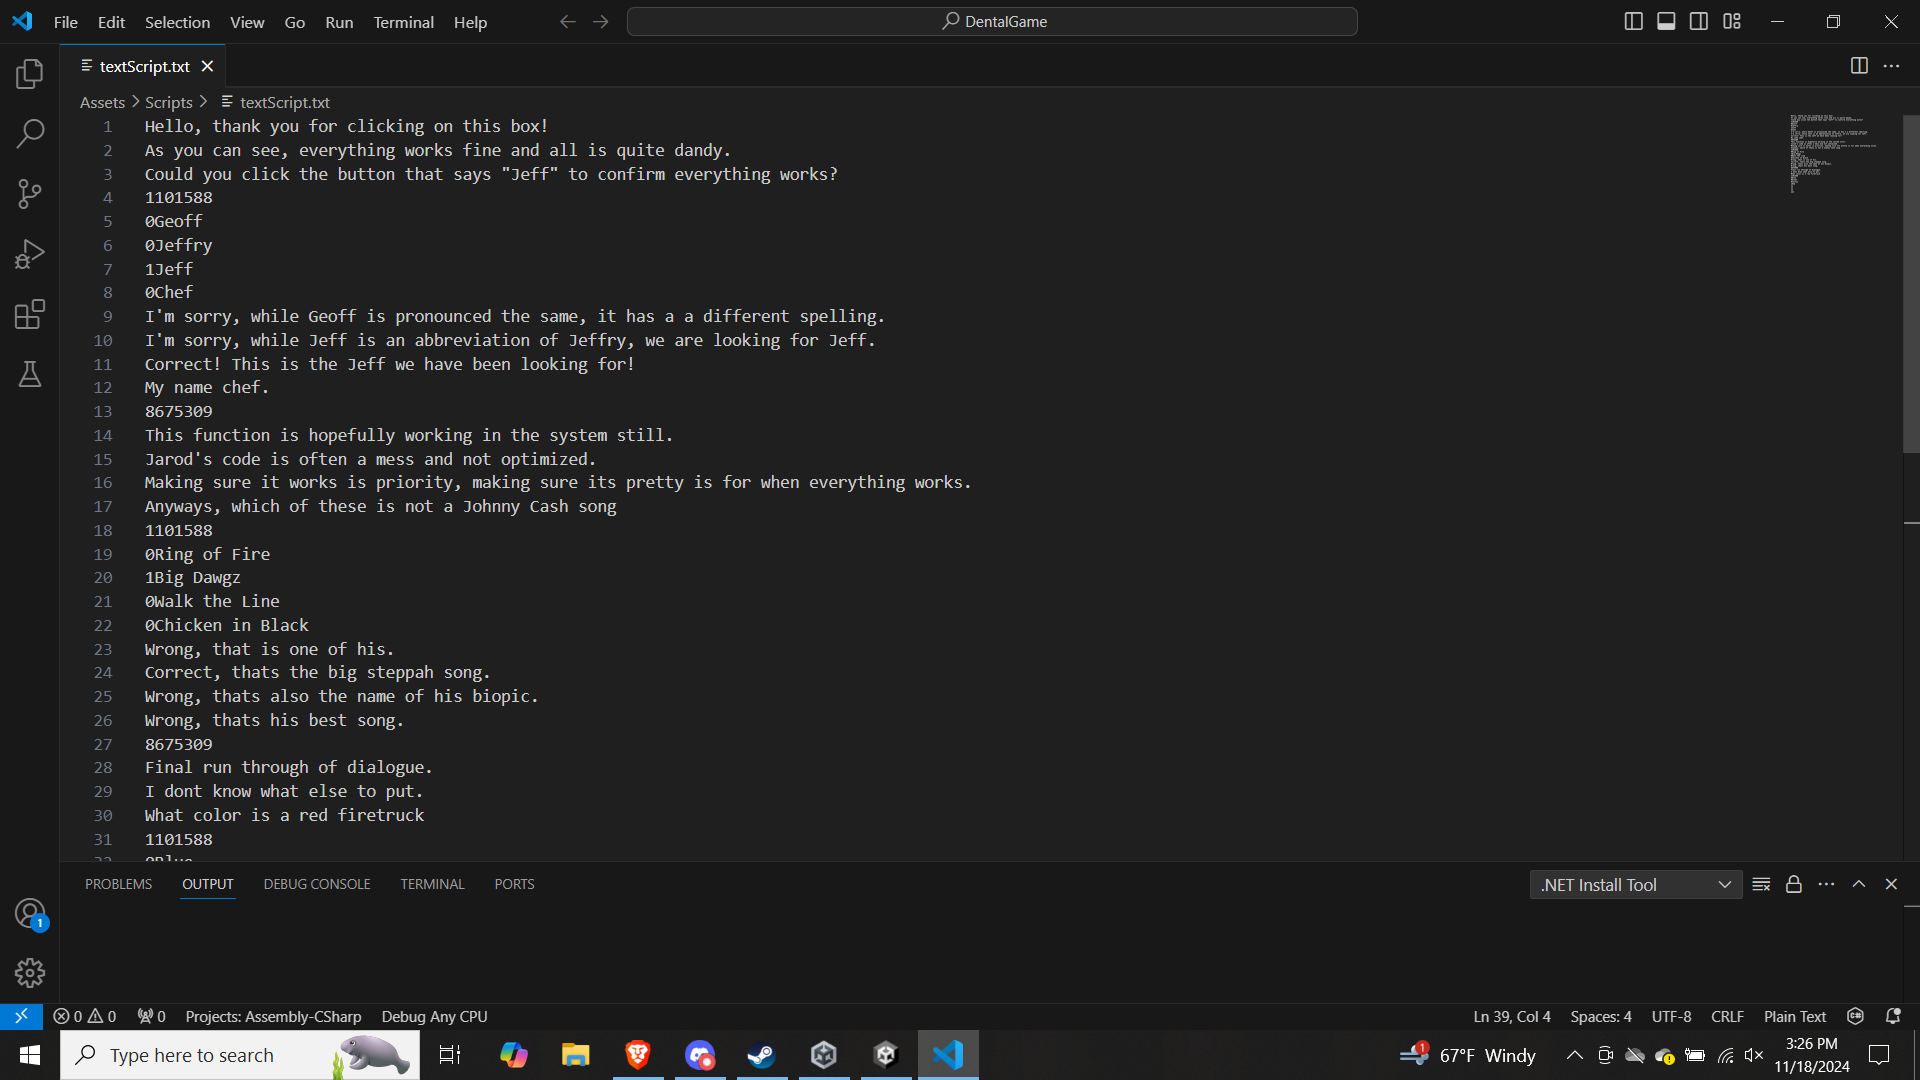 File Edit Selection View Go Run Terminal Help
DentalGame
textScript.txt
Assets > Scripts > textScript.txt
1 Hello, thank you for clicking on this box!
2 As you can see, everything works fine and all is quite dandy.
3 Could you click the button that says "Jeff" to confirm everything works?
4 1101588
5 0Geoff
6 0Jeffry
7 1Jeff
8 0Chef
9 I'm sorry, while Geoff is pronounced the same, it has a a different spelling.
10 I'm sorry, while Jeff is an abbreviation of Jeffry, we are looking for Jeff.
11 Correct! This is the Jeff we have been looking for!
12 My name chef.
13 8675309
14 This function is hopefully working in the system still.
15 Jarod's code is often a mess and not optimized.
16 Making sure it works is priority, making sure its pretty is for when everything works.
17 Anyways, which of these is not a Johnny Cash song
18 1101588
19 0Ring of Fire
20 1Big Dawgz
21 0Walk the Line
22 0Chicken in Black
23 Wrong, that is one of his.
24 Correct, thats the big steppah song.
25 Wrong, thats also the name of his biopic.
26 Wrong, thats his best song.
27 8675309
28 Final run through of dialogue.
29 I dont know what else to put.
30 What color is a red firetruck
31 1101588
32 0Blue
PROBLEMS OUTPUT DEBUG CONSOLE TERMINAL PORTS
.NET Install Tool
1
0 0 0 Projects: Assembly-CSharp Debug Any CPU
Ln 39, Col 4 Spaces: 4 UTF-8 CRLF Plain Text
Type here to search
1 67°F Windy
3:26 PM
11/18/2024